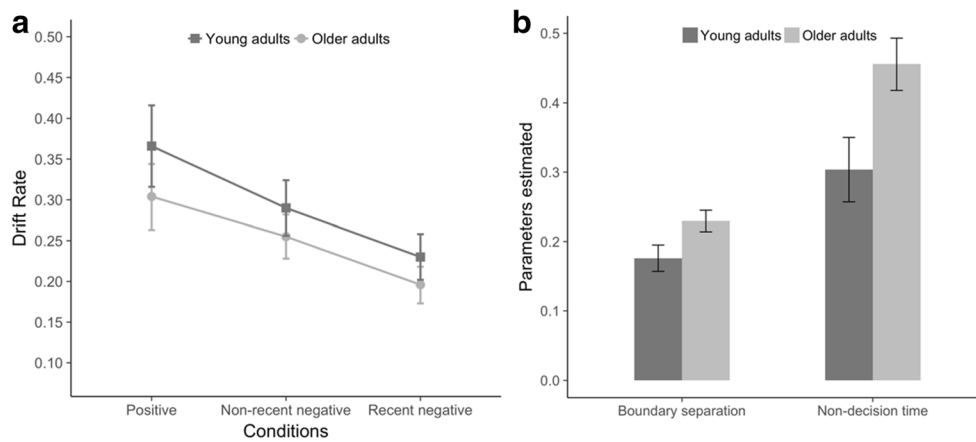 a
Young adults Older adults
Drift Rate
0.50
0.45
0.40
0.35
0.30
0.25
0.20
0.15
0.10
Positive Non-recent negative Recent negative
Conditions
b
Young adults Older adults
Parameters estimated
0.5
0.4
0.3
0.2
0.1
0.0
Boundary separation Non-decision time